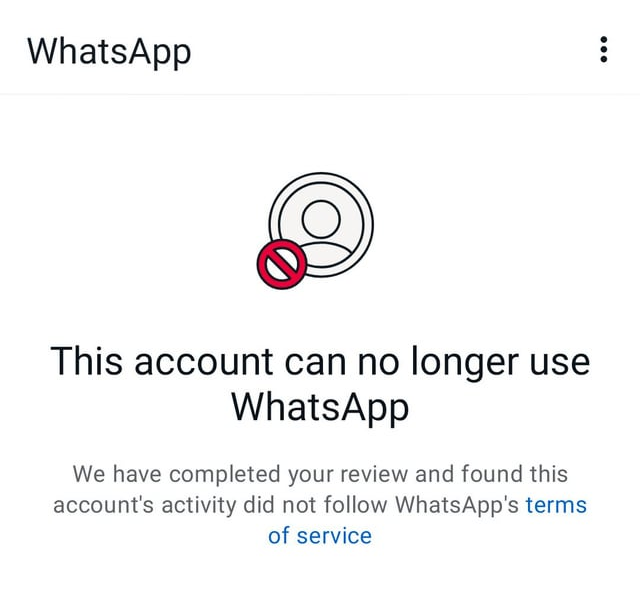 WhatsApp
This account can no longer use
WhatsApp
We have completed your review and found this
account's activity did not follow WhatsApp's terms
of service